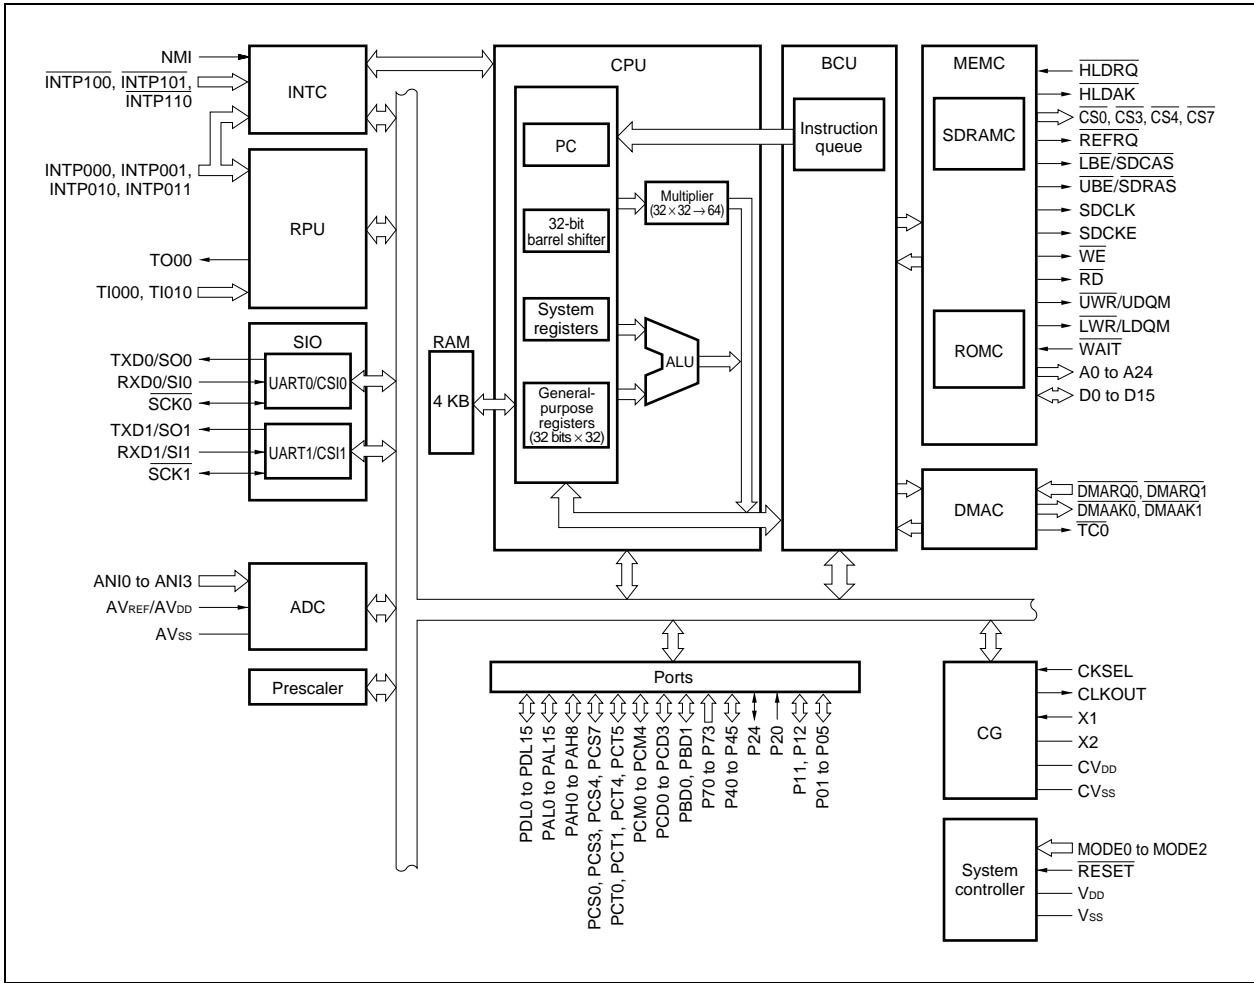 NMI
INTP100, INTP101,
INTP110
INTP000, INTP001,
INTP010, INTP011
TO00
TI000, TI010
INTC
RPU
SIO
TXD0/SO0
RXD0/SI0
SCK0
UART0/CSI0
TXD1/SO1
RXD1/SI1
SCK1
UART1/CSI1
ANI0 to ANI3
AVREF/AVDD
AVSS
ADC
Prescaler
RAM
4 KB
CPU
PC
32-bit
barrel shifter
System
registers
General-
purpose
registers
(32 bits × 32)
Multiplier
(32 × 32 → 64)
ALU
BCU
Instruction
queue
MEMC
SDRAMC
ROMC
HLDRQ
HLDAK
CS0, CS3, CS4, CS7
REFRQ
LBE/SDCAS
UBE/SDRAS
SDCLK
SDCKE
WE
RD
UWR/UDQM
LWR/LDQM
WAIT
A0 to A24
D0 to D15
DMAC
DMARQ0, DMARQ1
DMAAK0, DMAAK1
TC0
Ports
PDL0 to PDL15
PAL0 to PAL15
PAH0 to PAH8
PCS0, PCS3, PCS4, PCS7
PCT0, PCT1, PCT4, PCT5
PCM0 to PCM4
PCD0 to PCD3
PBD0, PBD1
P70 to P73
P40 to P45
P24
P20
P11, P12
P01 to P05
CG
CKSEL
CLKOUT
X1
X2
CVDD
CVSS
System
controller
MODE0 to MODE2
RESET
VDD
VSS